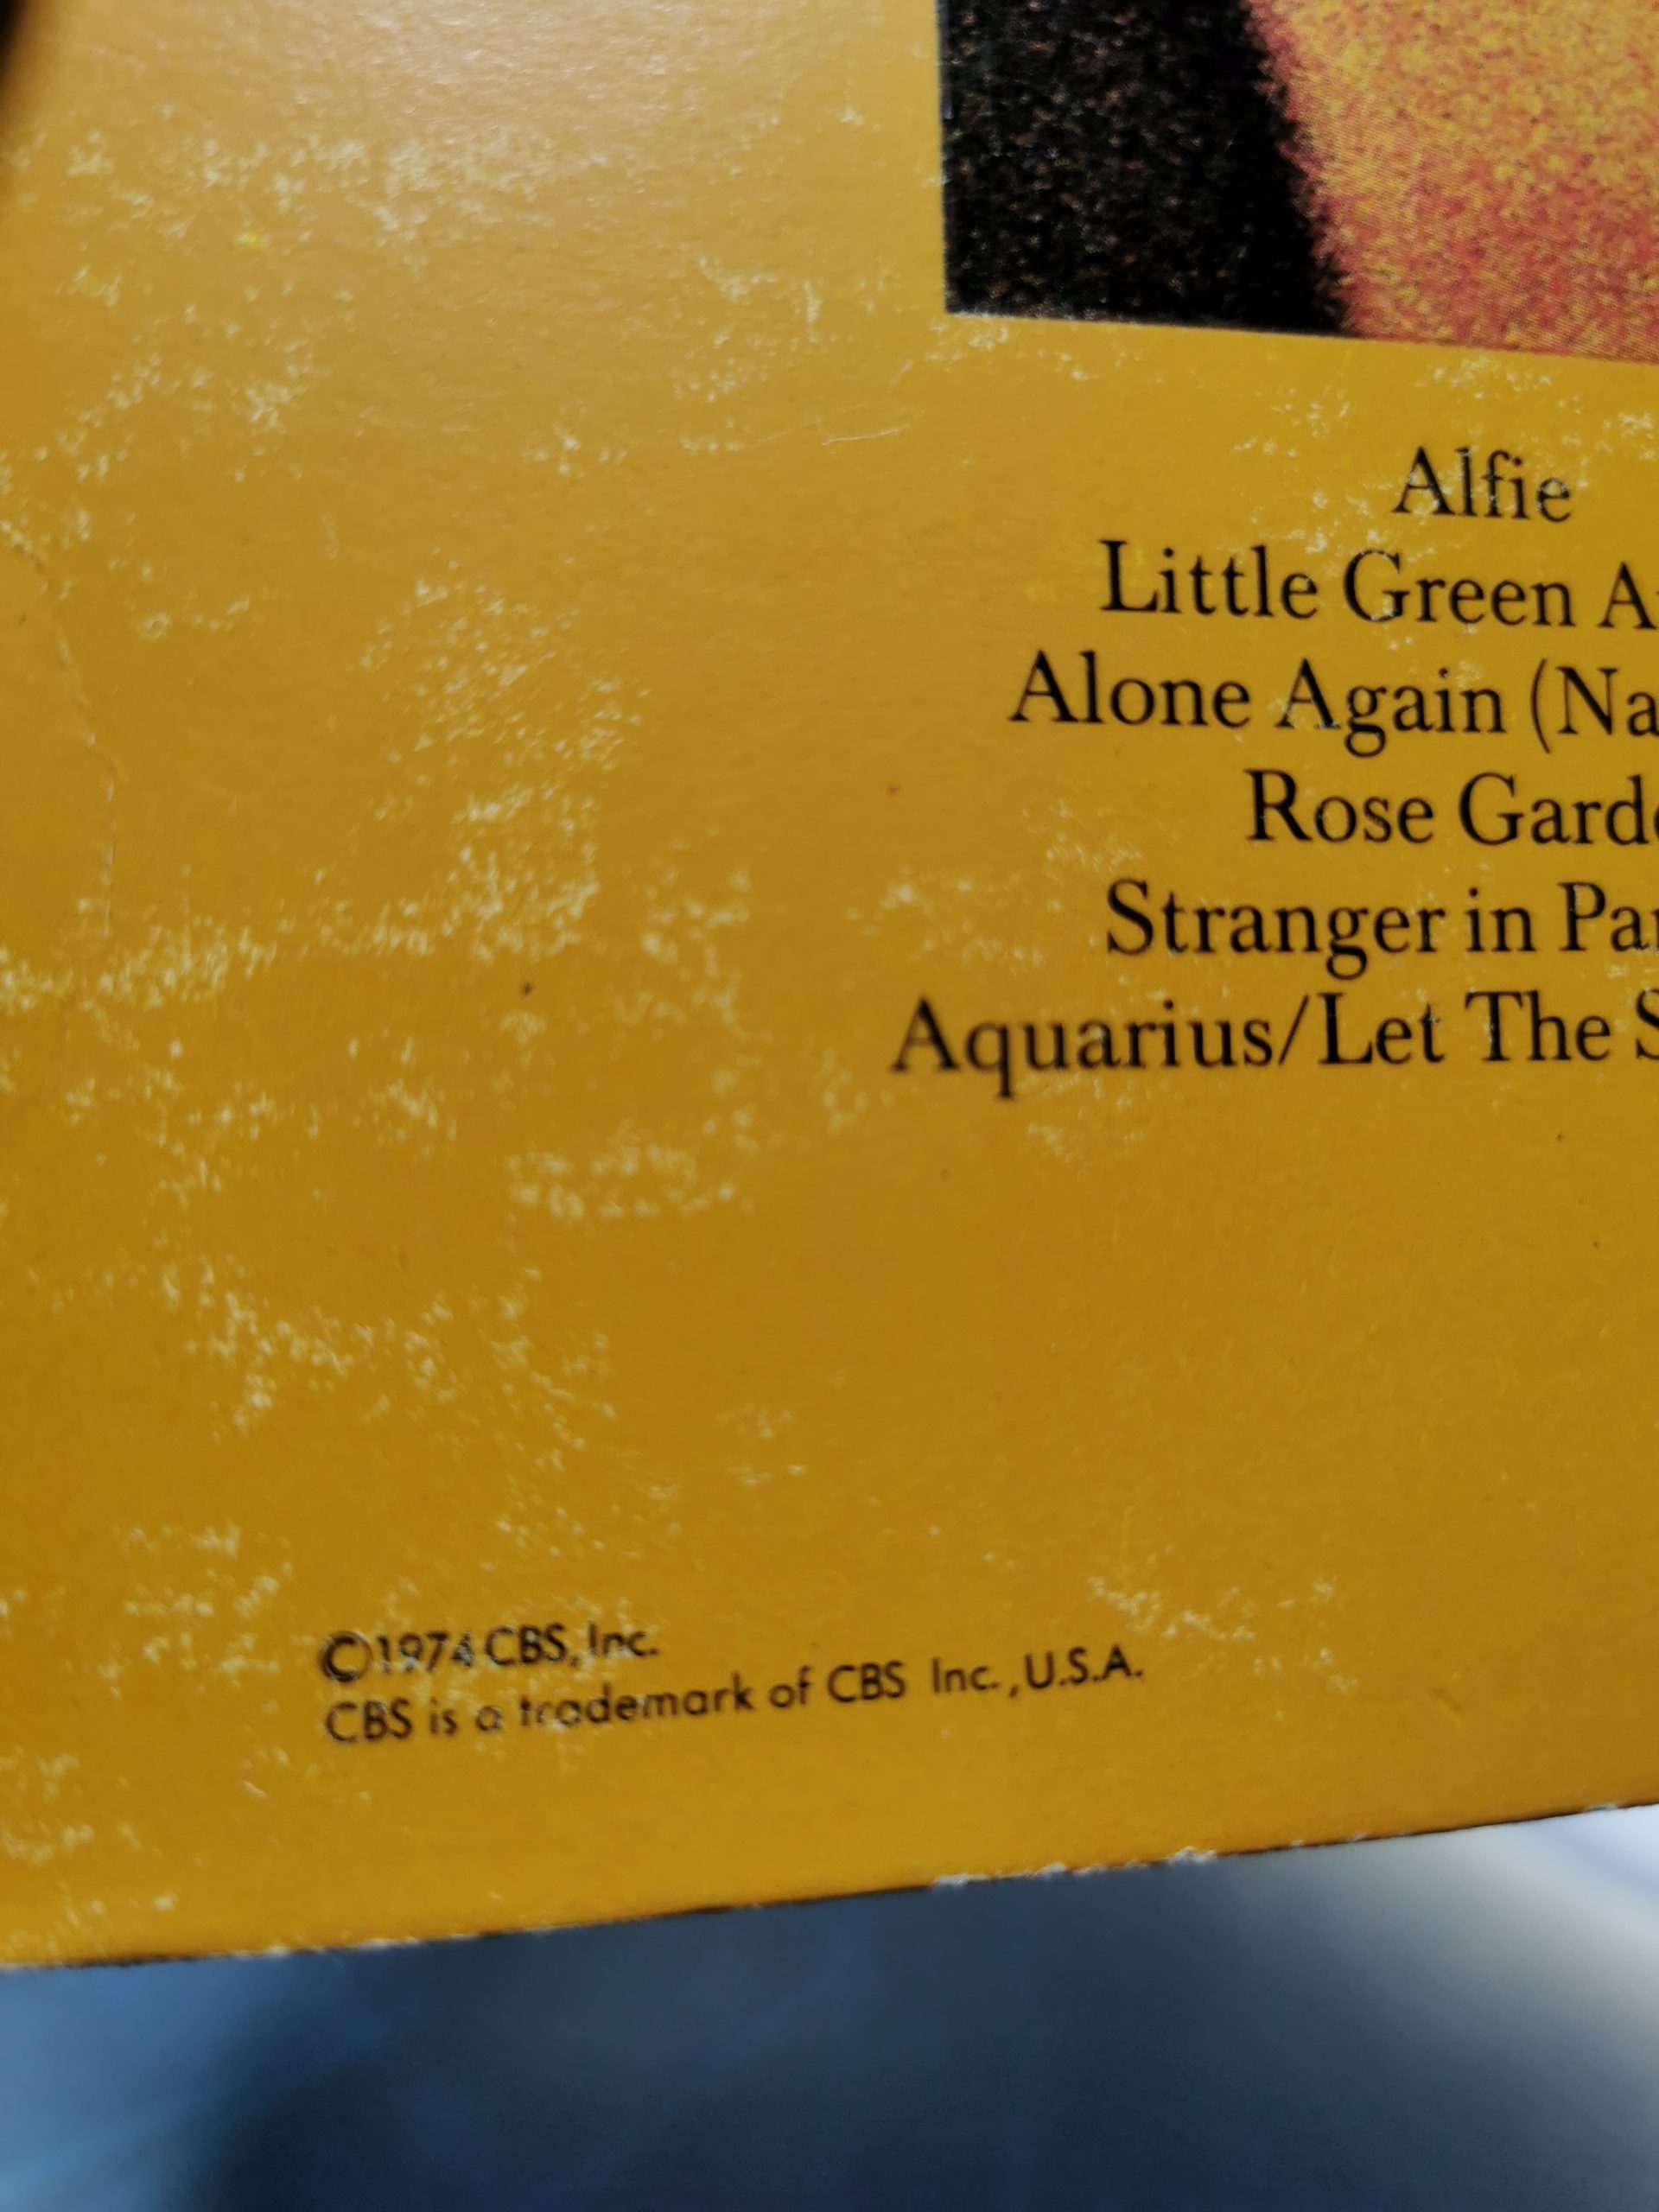 Alfie
Little Green A
Alone Again (Na
Rose Gard
Stranger in Par
Aquarius/Let The S
©1974 CBS, Inc.
CBS is a trademark of CBS Inc., U.S.A.